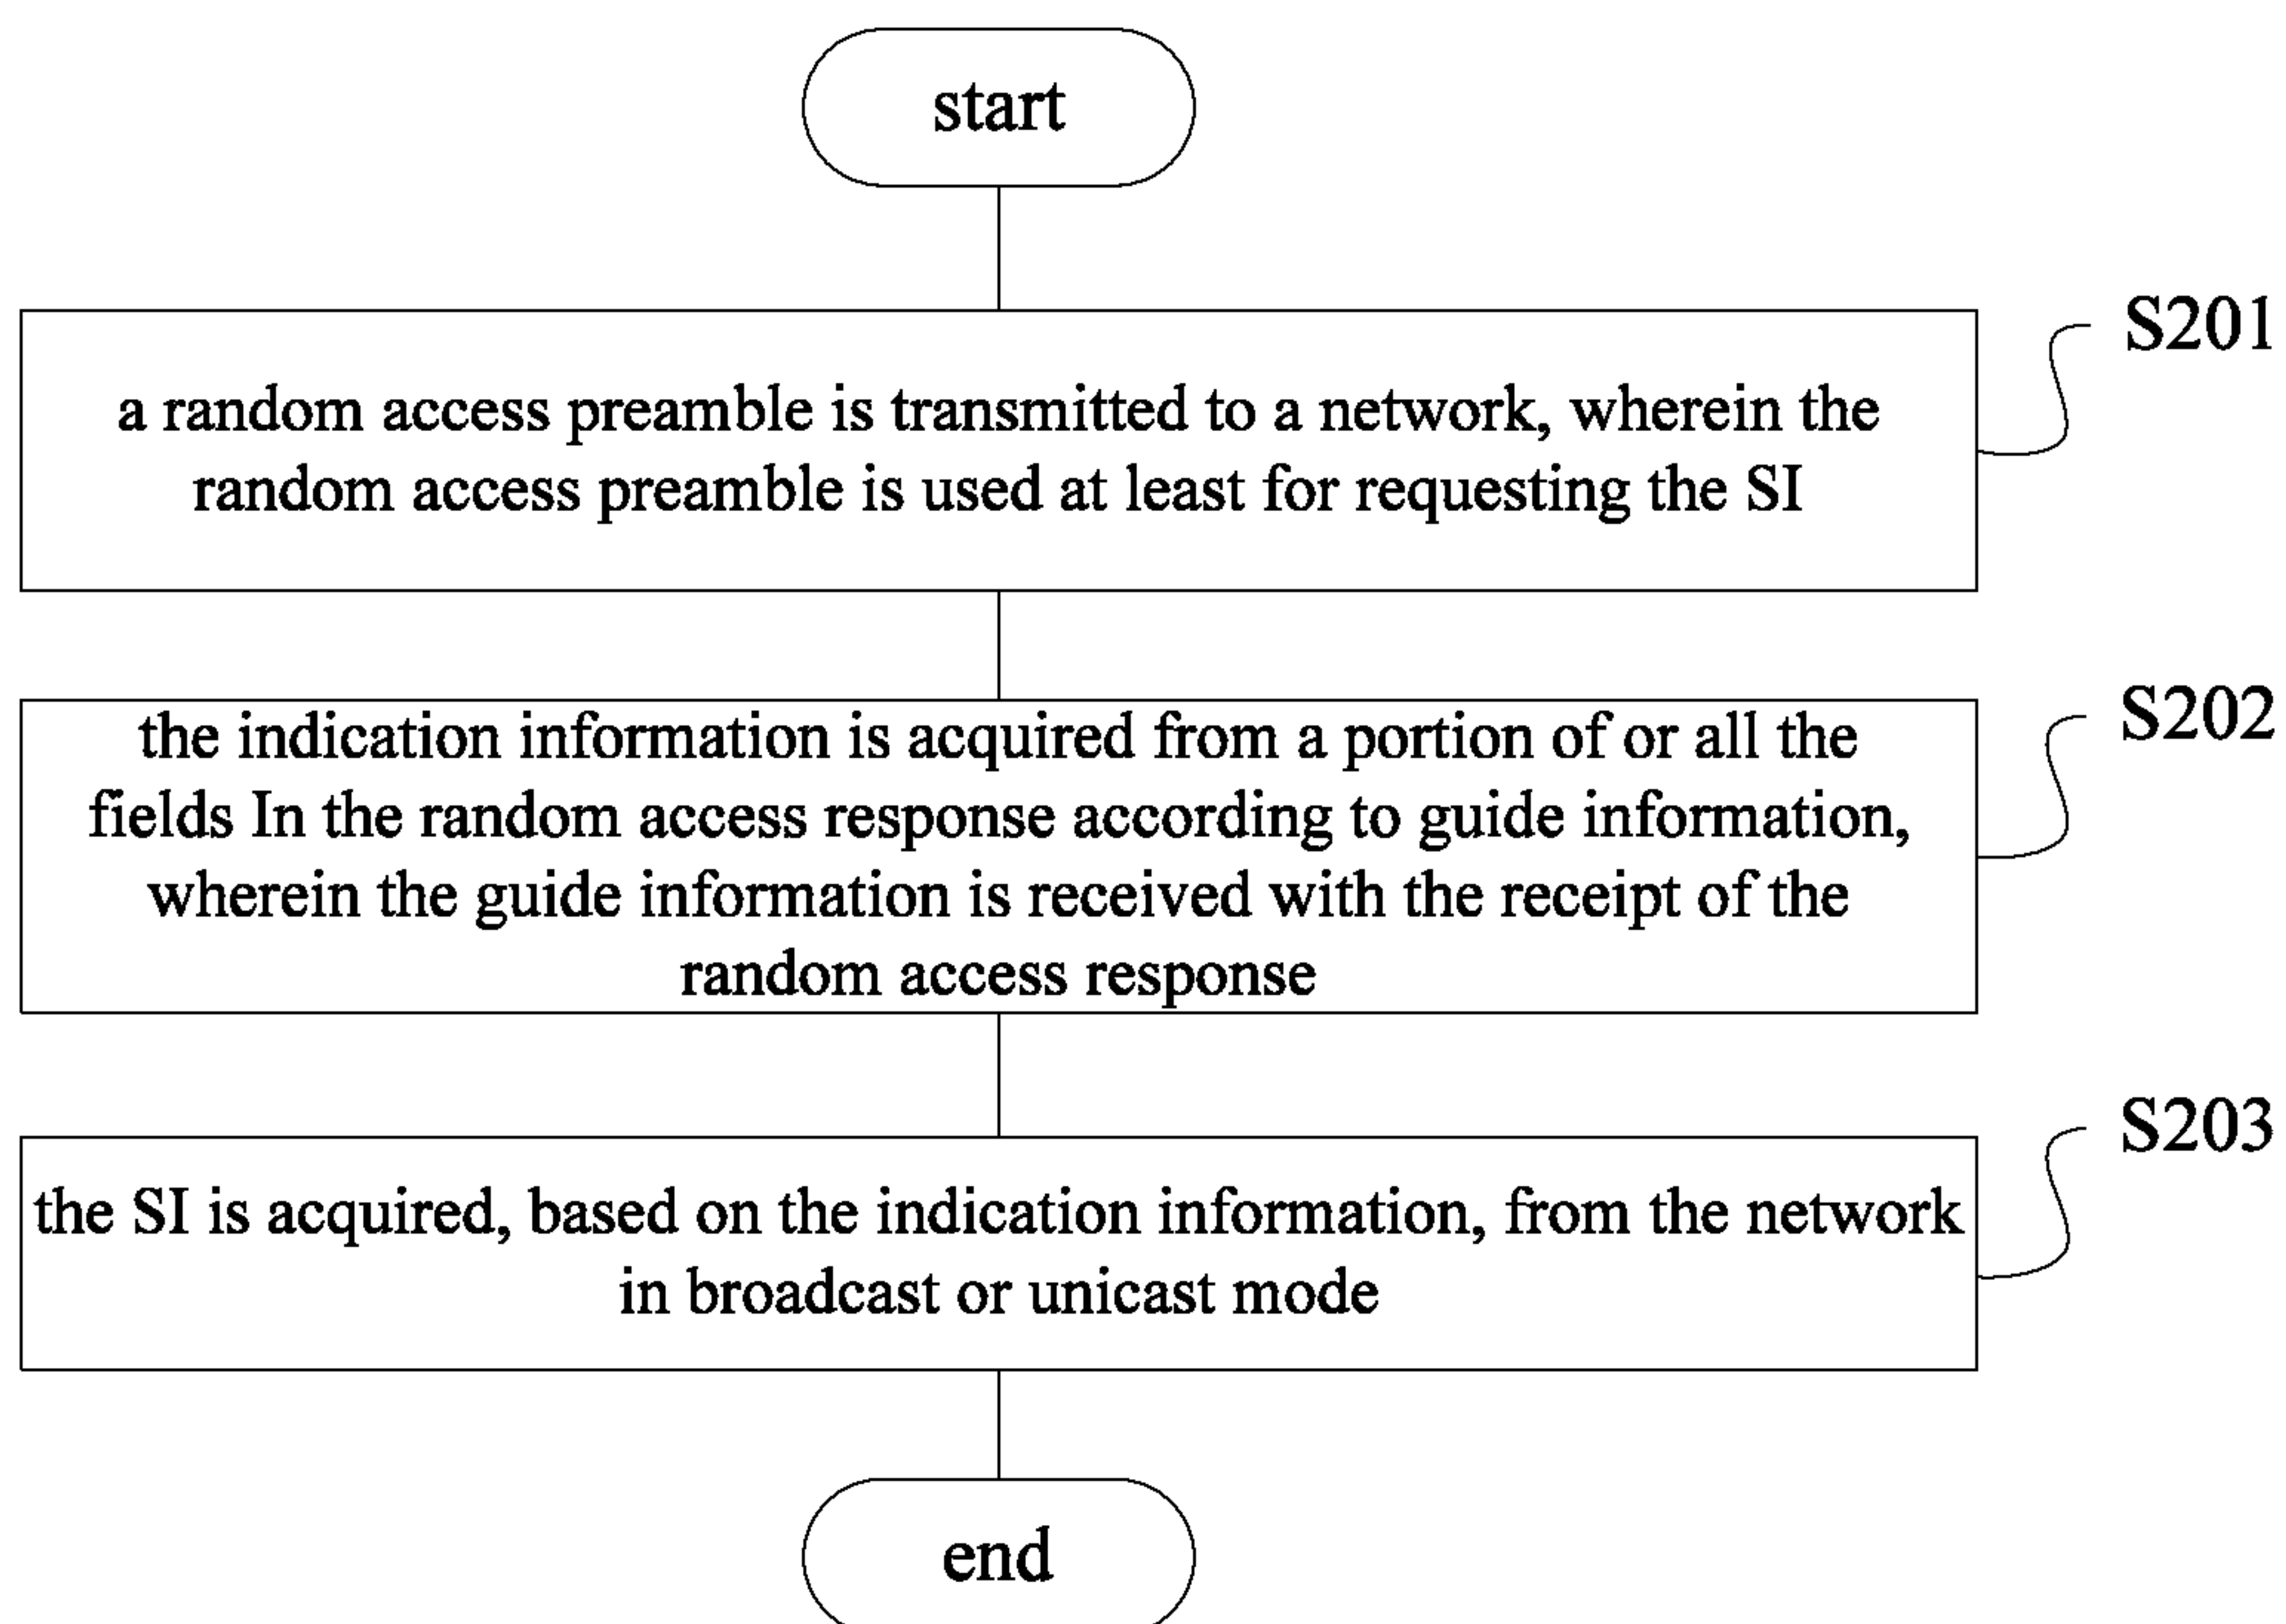 start
S201
a random access preamble is transmitted to a network, wherein the
random access preamble is used at least for requesting the SI
S202
the indication information is acquired from a portion of or all the
fields In the random access response according to guide information,
wherein the guide information is received with the receipt of the
random access response
S203
the SI is acquired, based on the indication information, from the network
in broadcast or unicast mode
end